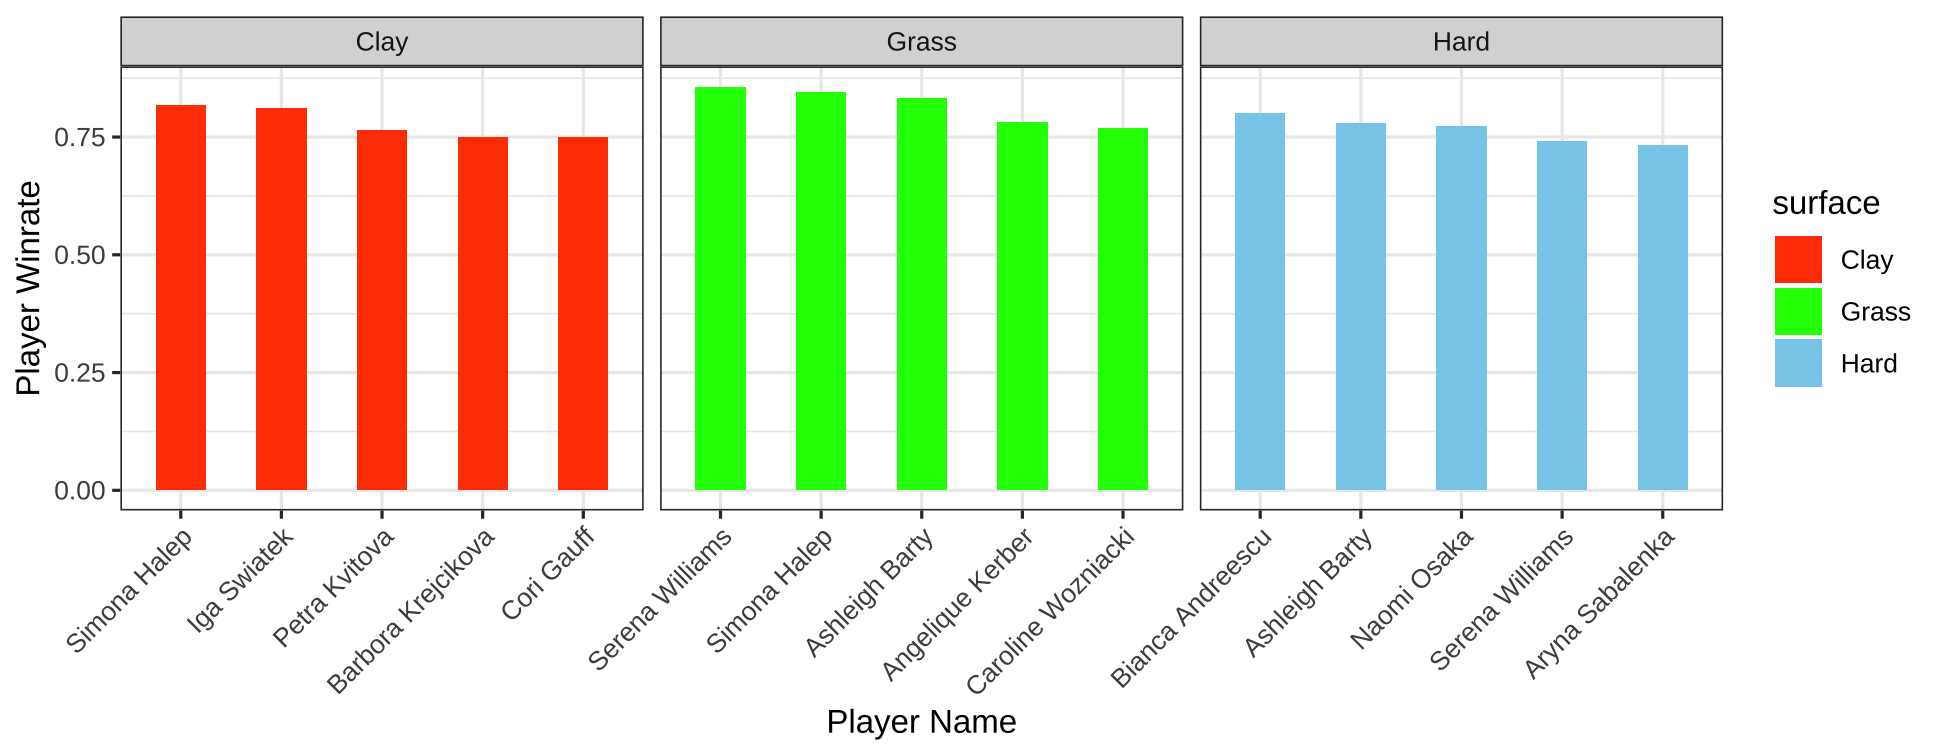 Clay
Grass
Hard
Player Winrate
0.75
0.50
0.25
0.00
Simona Halep
Iga Swiatek
Petra Kvitova
Barbora Krejcikova
Cori Gauff
Serena Williams
Simona Halep
Ashleigh Barty
Angelique Kerber
Caroline Wozniacki
Bianca Andreescu
Ashleigh Barty
Naomi Osaka
Serena Williams
Aryna Sabalenka
Player Name
surface
Clay
Grass
Hard